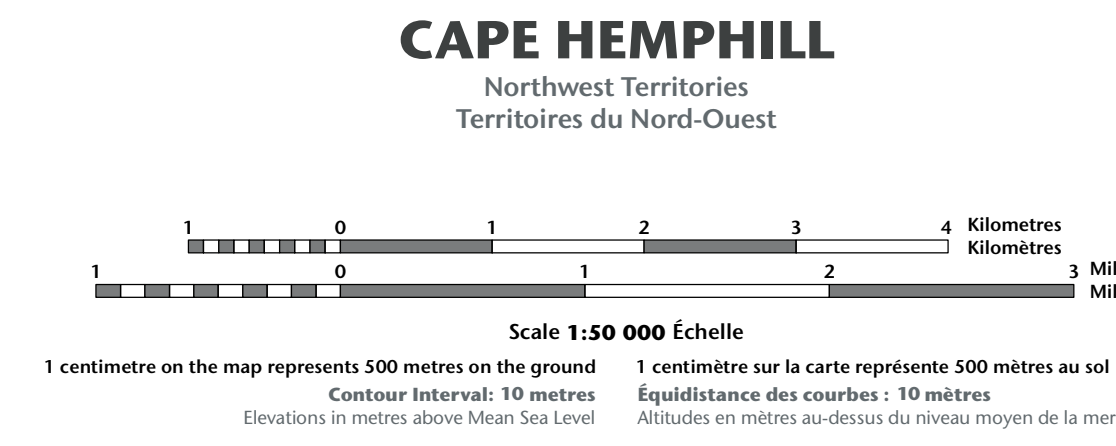 CAPE HEMPHILL
Northwest Territories
Territoires du Nord-Ouest
1 0 1 2 3 4 Kilometres
Kilomètres
1 0 1 2 3 Mil
Mil
Scale 1:50 000 Échelle
1 centimetre on the map represents 500 metres on the ground
1 centimètre sur la carte représente 500 mètres au sol
Contour Interval: 10 metres
Équidistance des courbes : 10 mètres
Elevations in metres above Mean Sea Level
Altitudes en mètres au-dessus du niveau moyen de la mer